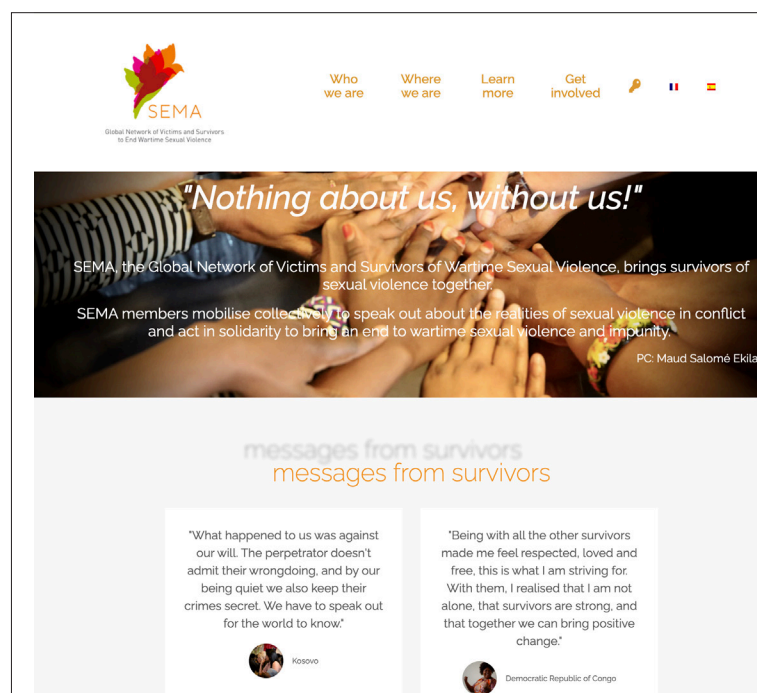 SEMA
Global Network of Victims and Survivors
to End Wartime Sexual Violence
Who
we are
Where
we are
Learn
more
Get
involved
"Nothing about us, without us!"
SEMA, the Global Network of Victims and Survivors of Wartime Sexual Violence, brings survivors of
sexual violence together.
SEMA members mobilise collectively to speak out about the realities of sexual violence in conflict
and act in solidarity to bring an end to wartime sexual violence and impunity.
PC: Maud Salomé Ekila
messages from survivors
messages from survivors
"What happened to us was against
our will. The perpetrator doesn't
admit their wrongdoing, and by our
being quiet we also keep their
crimes secret. We have to speak out
for the world to know."
Kosovo
"Being with all the other survivors
made me feel respected, loved and
free, this is what I am striving for.
With them, I realised that I am not
alone, that survivors are strong, and
that together we can bring positive
change."
Democratic Republic of Congo